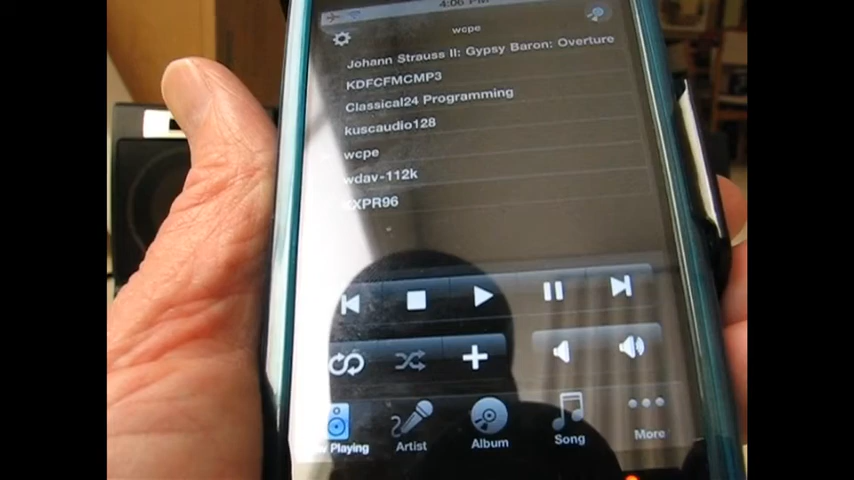 4:06 PM
wcpe
Johann Strauss II: Gypsy Baron: Overture
KDFCFMCMP3
Classical24 Programming
kuscaudio128
wcpe
wdav-112k
KXPR96
Playing
Artist
Album
Song
More